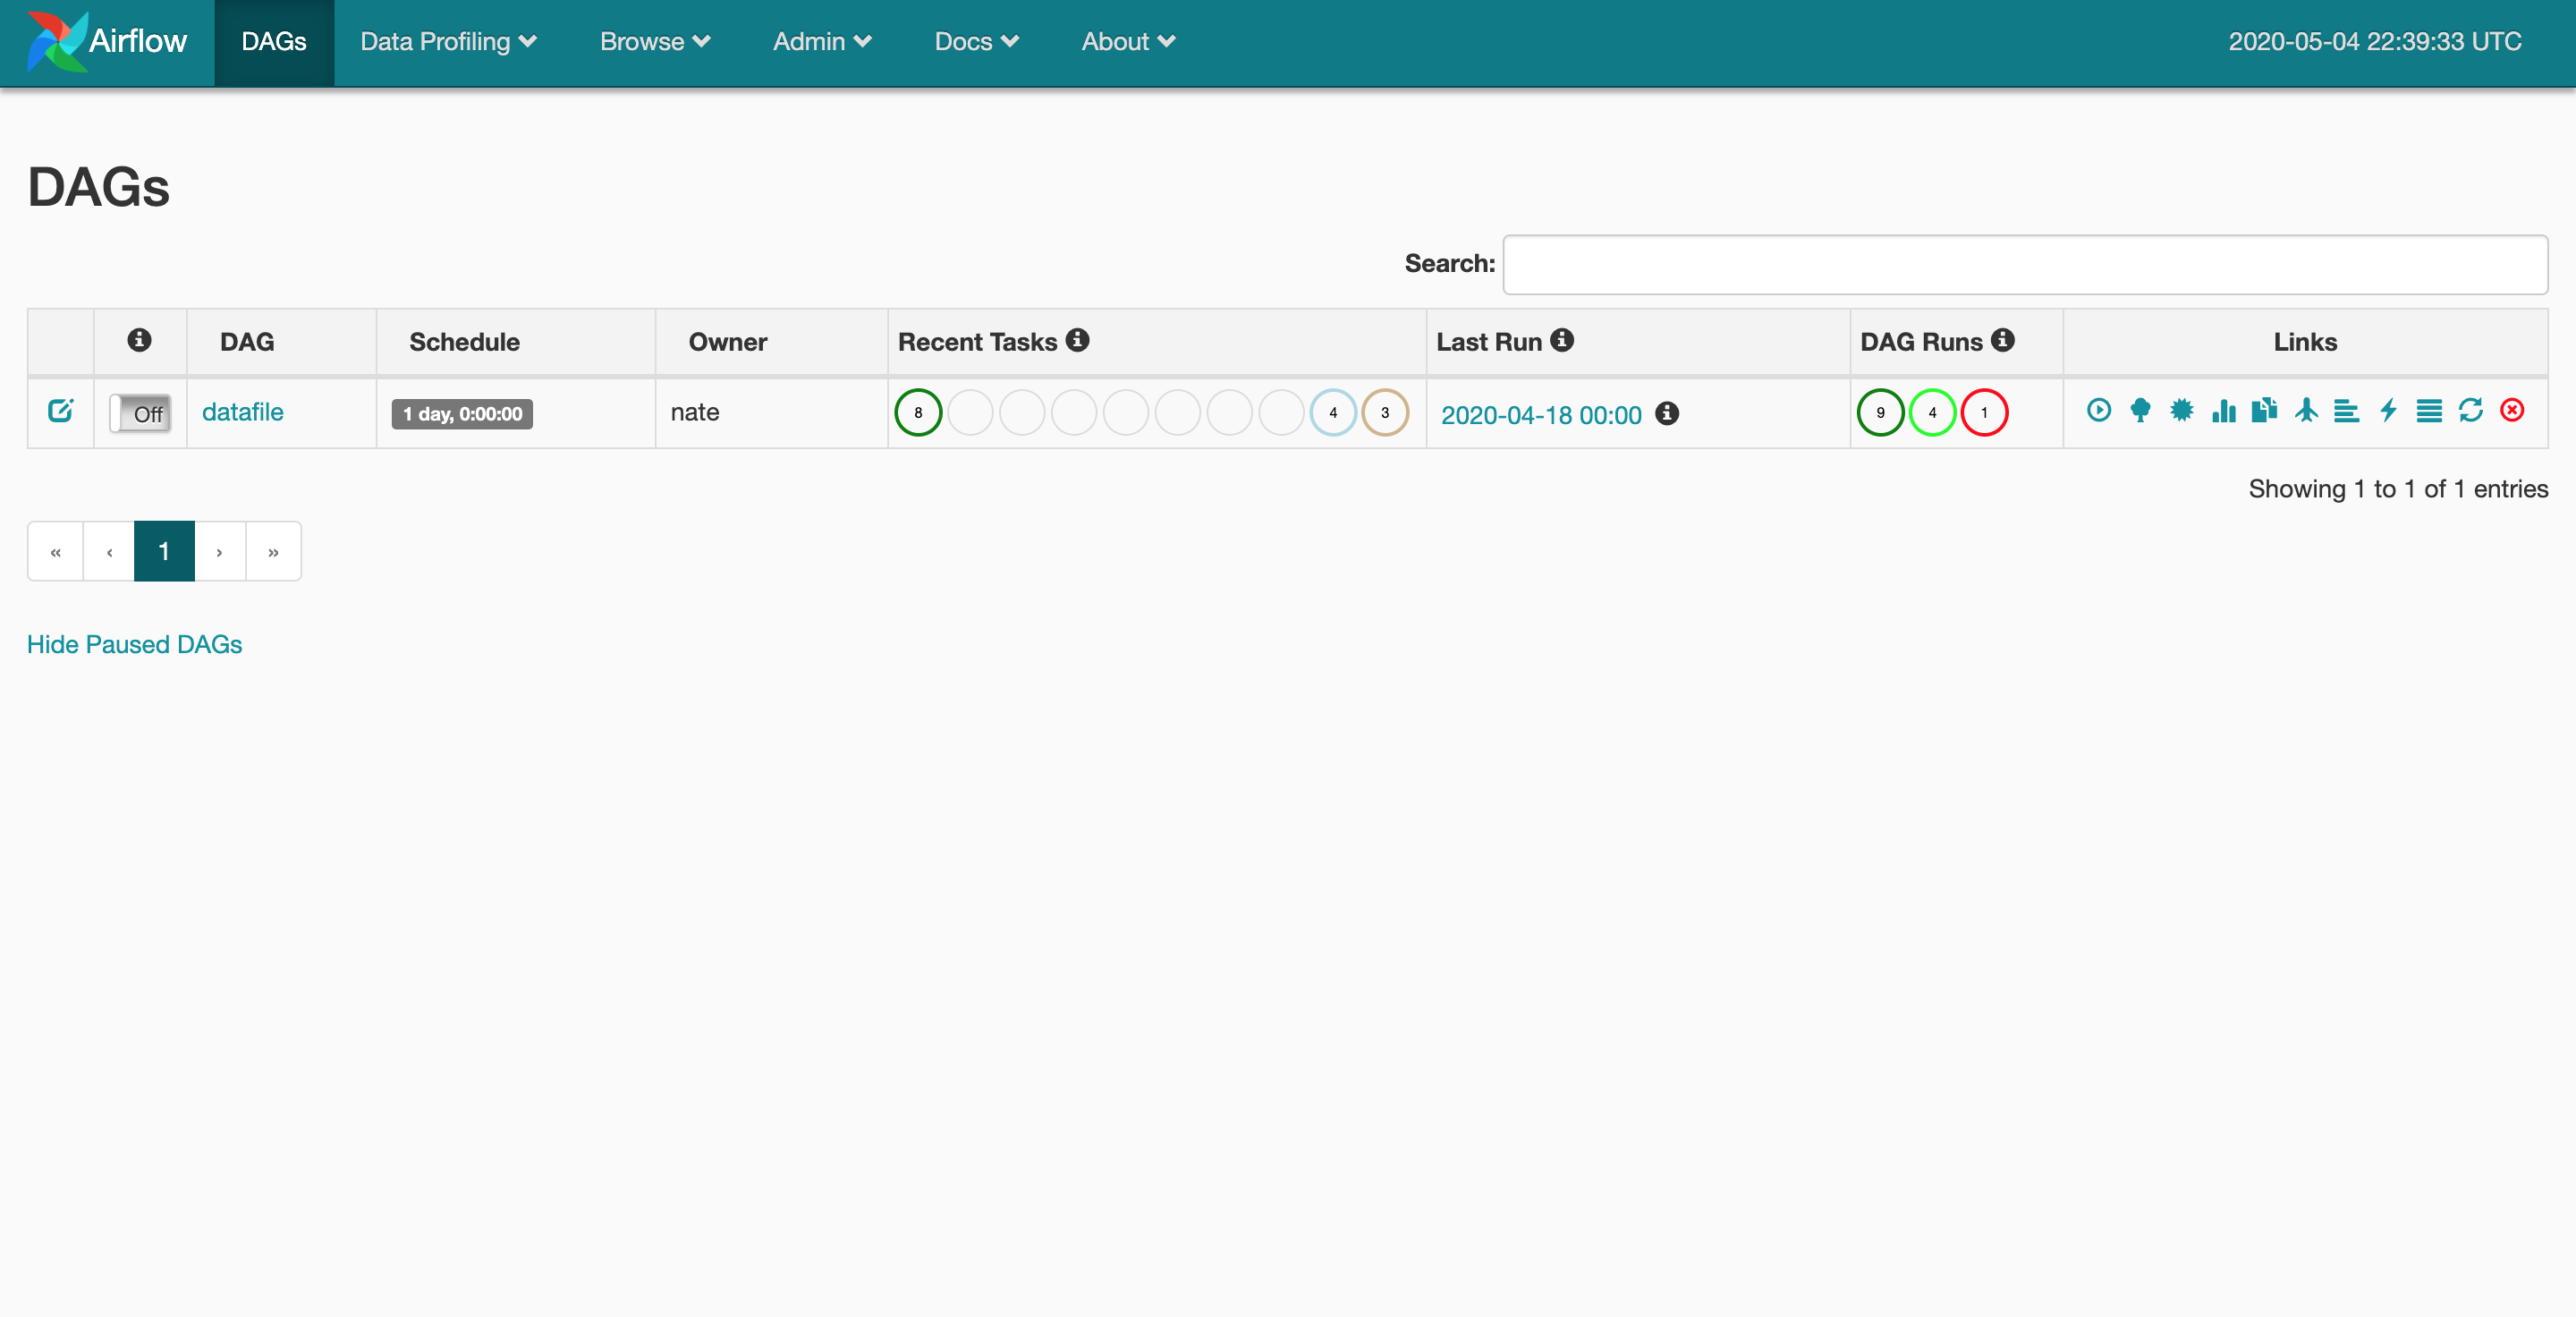 Airflow DAGs Data Profiling Browse Admin Docs About 2020-05-04 22:39:33 UTC
DAGs
Search:
DAG Schedule Owner Recent Tasks Last Run DAG Runs Links
Off datafile 1 day, 0:00:00 nate 8 4 3 2020-04-18 00:00 9 4 1
Showing 1 to 1 of 1 entries
« ‹ 1 › »
Hide Paused DAGs